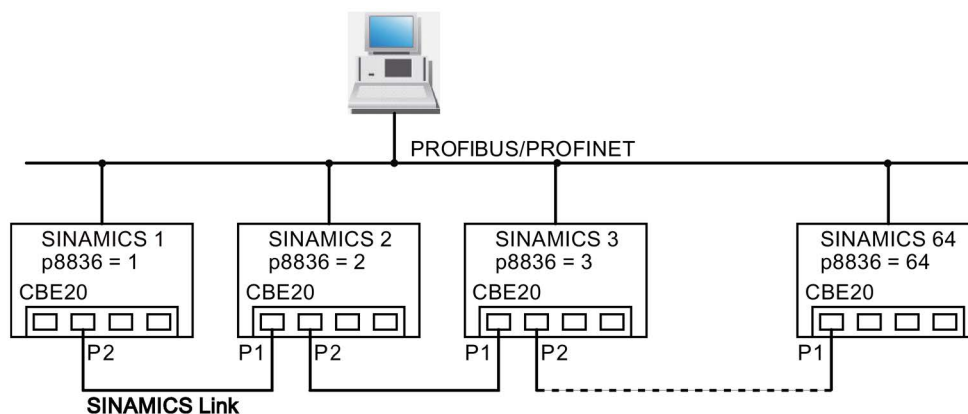 PROFIBUS/PROFINET
SINAMICS 1
p8836 = 1
CBE20
P2
SINAMICS 2
p8836 = 2
CBE20
P1
P2
SINAMICS 3
p8836 = 3
CBE20
P1
P2
SINAMICS 64
p8836 = 64
CBE20
P1
SINAMICS Link